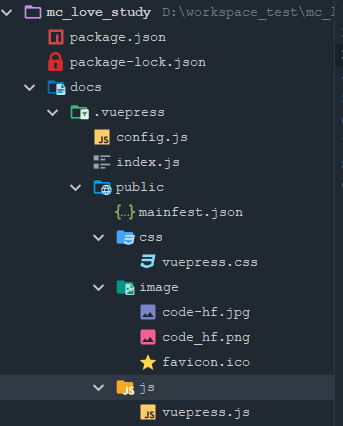 mc_love_study D:\workspace_test\mc_l
package.json
package-lock.json
docs
.vuepress
config.js
index.js
public
mainfest.json
css
vuepress.css
image
code-hf.jpg
code_hf.png
favicon.ico
js
vuepress.js